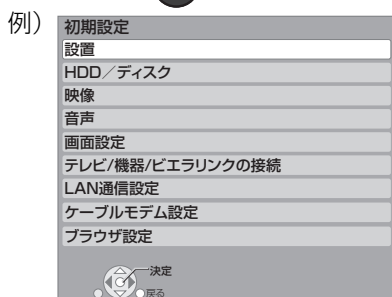 例）
初期設定
設置
HDD／ディスク
映像
音声
画面設定
テレビ/機器/ビエラリンクの接続
LAN通信設定
ケーブルモデム設定
ブラウザ設定
決定
戻る